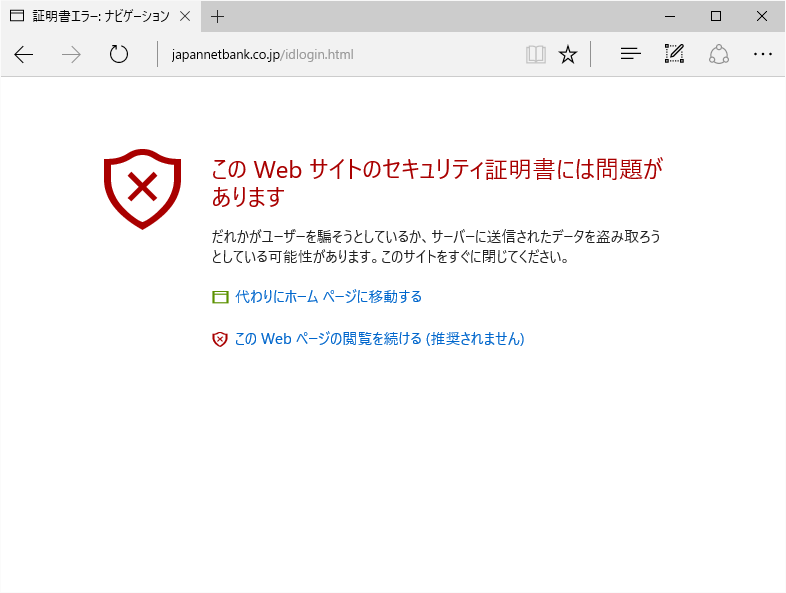 証明書エラー: ナビゲーション
japannetbank.co.jp/idlogin.html
この Web サイトのセキュリティ証明書には問題が
あります
だれかがユーザーを騙そうとしているか、サーバーに送信されたデータを盗み取ろう
としている可能性があります。このサイトをすぐに閉じてください。
代わりにホーム ページに移動する
この Web ページの閲覧を続ける (推奨されません)